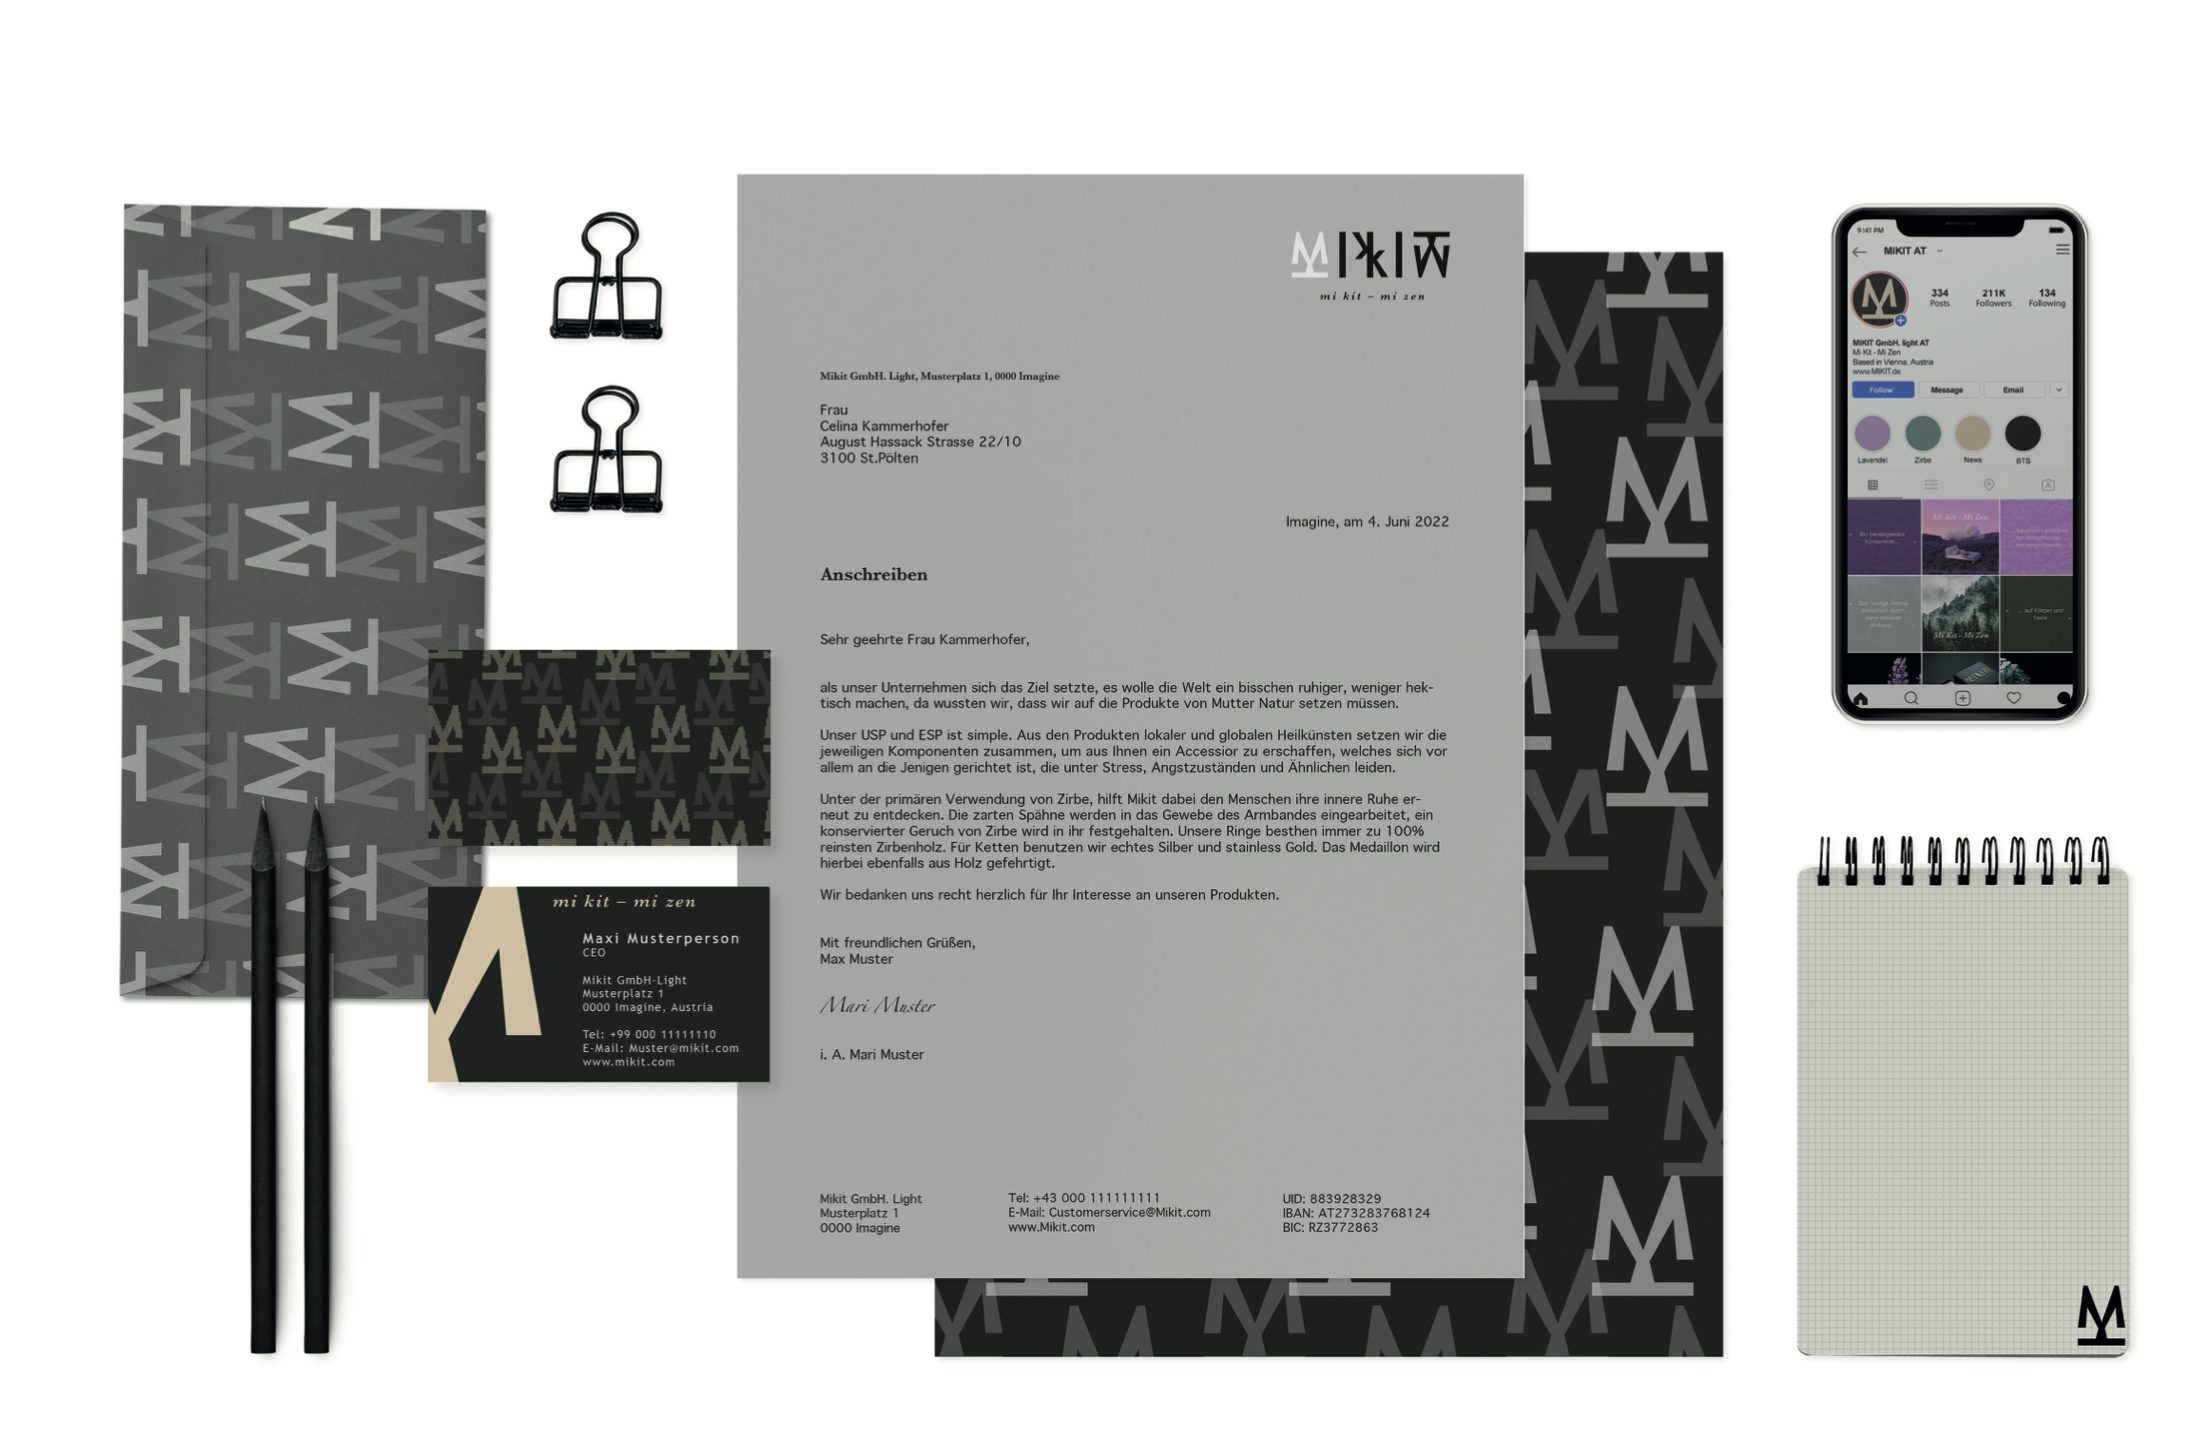 MIKIT
mi kit – mi zen
Mikit GmbH. Light, Musterplatz 1, 0000 Imagine
Frau
Celina Kammerhofer
August Hassack Strasse 22/10
3100 St.Pölten
Imagine, am 4. Juni 2022
Anschreiben
Sehr geehrte Frau Kammerhofer,
als unser Unternehmen sich das Ziel setzte, es wolle die Welt ein bisschen ruhiger, weniger hek-
tisch machen, da wussten wir, dass wir auf die Produkte von Mutter Natur setzen müssen.
Unser USP und ESP ist simple. Aus den Produkten lokaler und globalen Heilkünsten setzen wir die
jeweiligen Komponenten zusammen, um aus Ihnen ein Accessior zu erschaffen, welches sich vor
allem an die Jenigen gerichtet ist, die unter Stress, Angstzuständen und Ähnlichen leiden.
Unter der primären Verwendung von Zirbe, hilft Mikit dabei den Menschen ihre innere Ruhe er-
neut zu entdecken. Die zarten Spähne werden in das Gewebe des Armbandes eingearbeitet, ein
konservierter Geruch von Zirbe wird in ihr festgehalten. Unsere Ringe besthen immer zu 100%
reinsten Zirbenholz. Für Ketten benutzen wir echtes Silber und stainless Gold. Das Medaillon wird
hierbei ebenfalls aus Holz gefehrtigt.
Wir bedanken uns recht herzlich für Ihr Interesse an unseren Produkten.
Mit freundlichen Grüßen,
Max Muster
Mari Muster
i. A. Mari Muster
Mikit GmbH. Light
Musterplatz 1
0000 Imagine
Tel: +43 000 111111111
E-Mail: Customerservice@Mikit.com
www.Mikit.com
UID: 883928329
IBAN: AT273283768124
BIC: RZ3772863
mi kit – mi zen
Maxi Musterperson
CEO
Mikit GmbH-Light
Musterplatz 1
0000 Imagine, Austria
Tel: +99 000 11111110
E-Mail: Muster@mikit.com
www.mikit.com
9:41 PM
MIKIT AT
334 211K 134
Posts Followers Following
MIKIT GmbH. light AT
Mi Kit - Mi Zen
Based in Vienna, Austria
www.MIKIT.de
Follow Message Email
Lavendel Zirbe News BTS
Mi Kit - Mi Zen
Ein beruhigendes
... auf Körper und
Seele
Mi Kit - Mi Zen
M